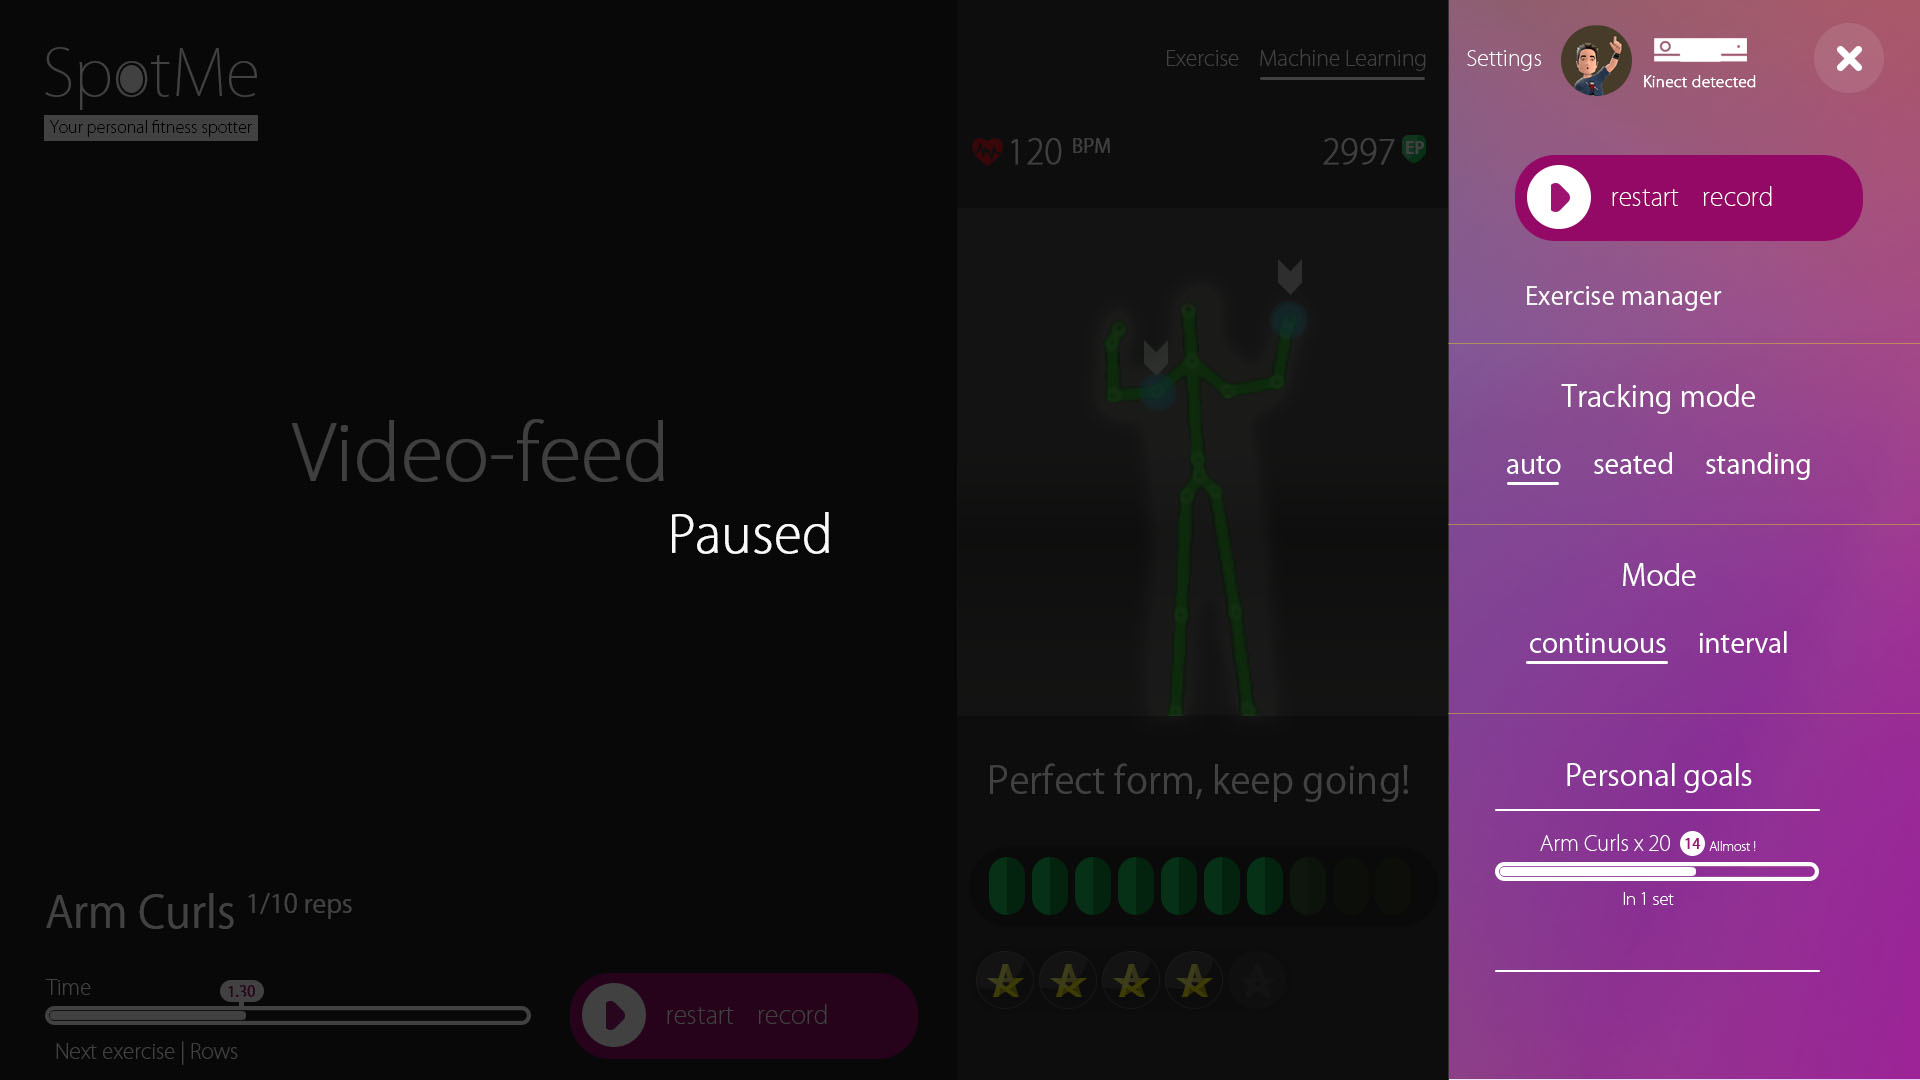 SpotMe
Your personal fitness spotter
Exercise Machine Learning
120 BPM
2997 EP
Video-feed
Paused
Perfect form, keep going!
Arm Curls 1/10 reps
Time
1.30
Next exercise | Rows
restart record
Settings
Kinect detected
restart record
Exercise manager
Tracking mode
auto seated standing
Mode
continuous interval
Personal goals
Arm Curls x 20 14 Allmost !
In 1 set